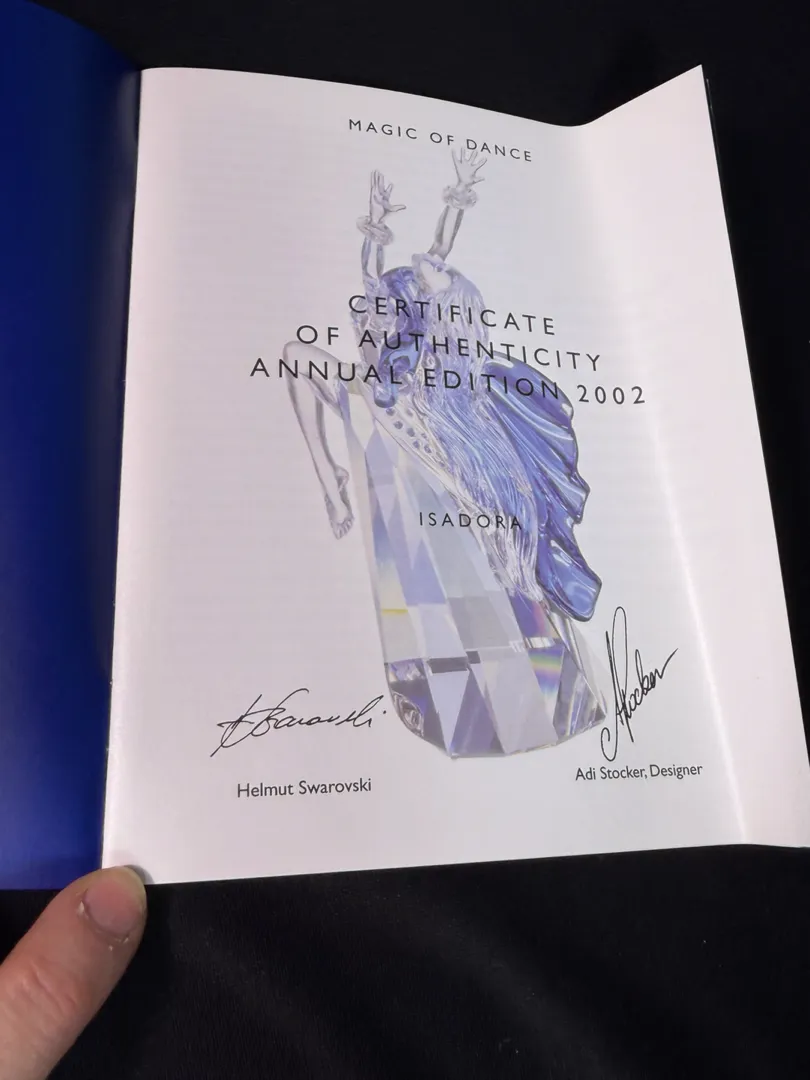 MAGIC OF DANCE
CERTIFICATE
OF AUTHENTICITY
ANNUAL EDITION 2002
ISADORA
Helmut Swarovski
Adi Stocker, Designer